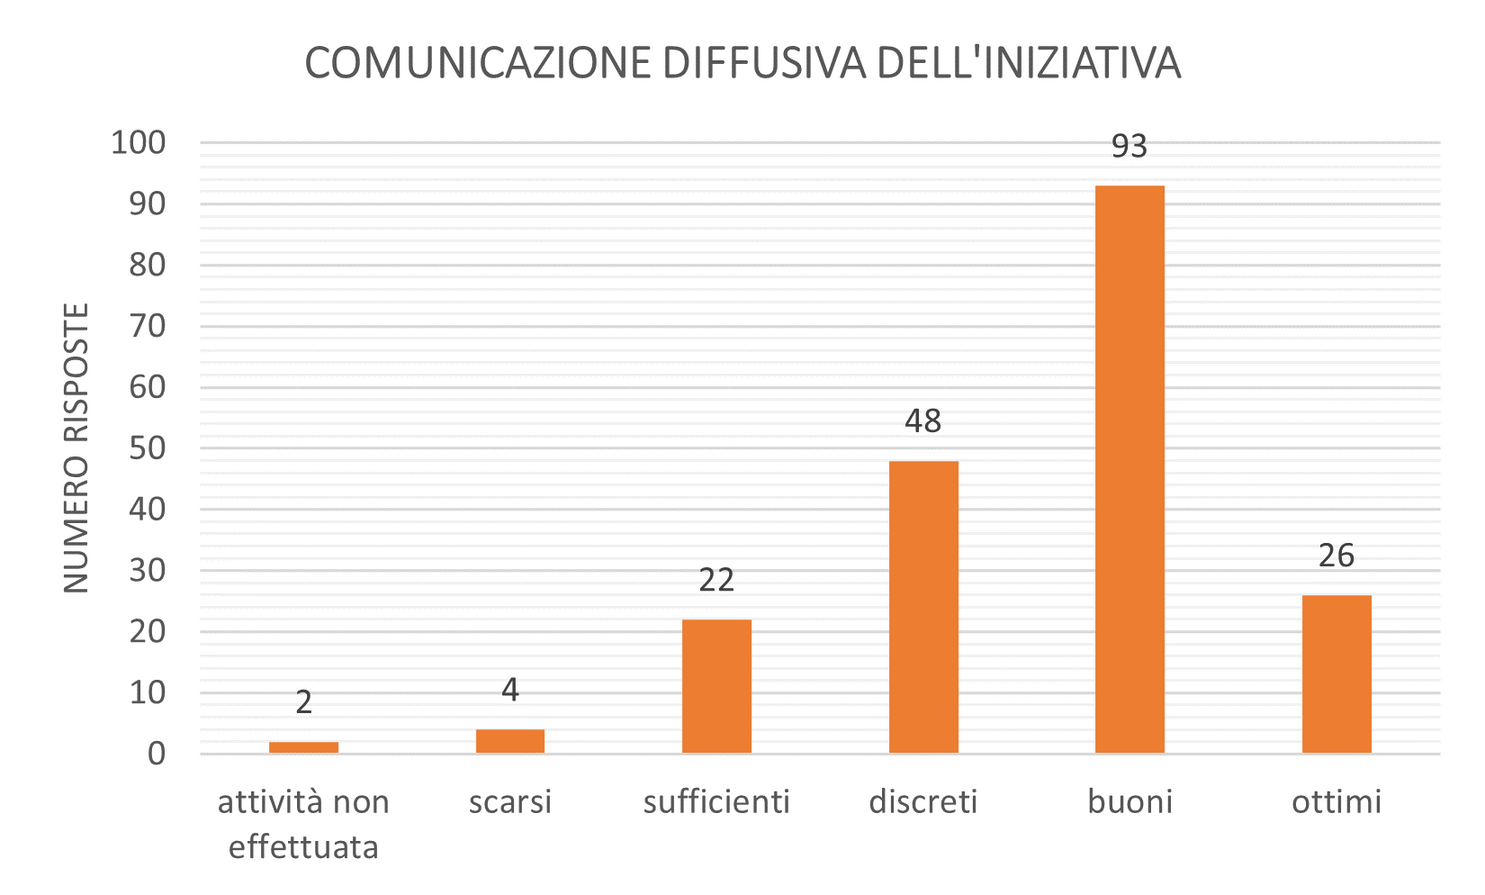 COMUNICAZIONE DIFFUSIVA DELL'INIZIATIVA
NUMERO RISPOSTE
100
90
80
70
60
50
40
30
20
10
0
2
4
22
48
93
26
attività non
effettuata
scarsi
sufficienti
discreti
buoni
ottimi